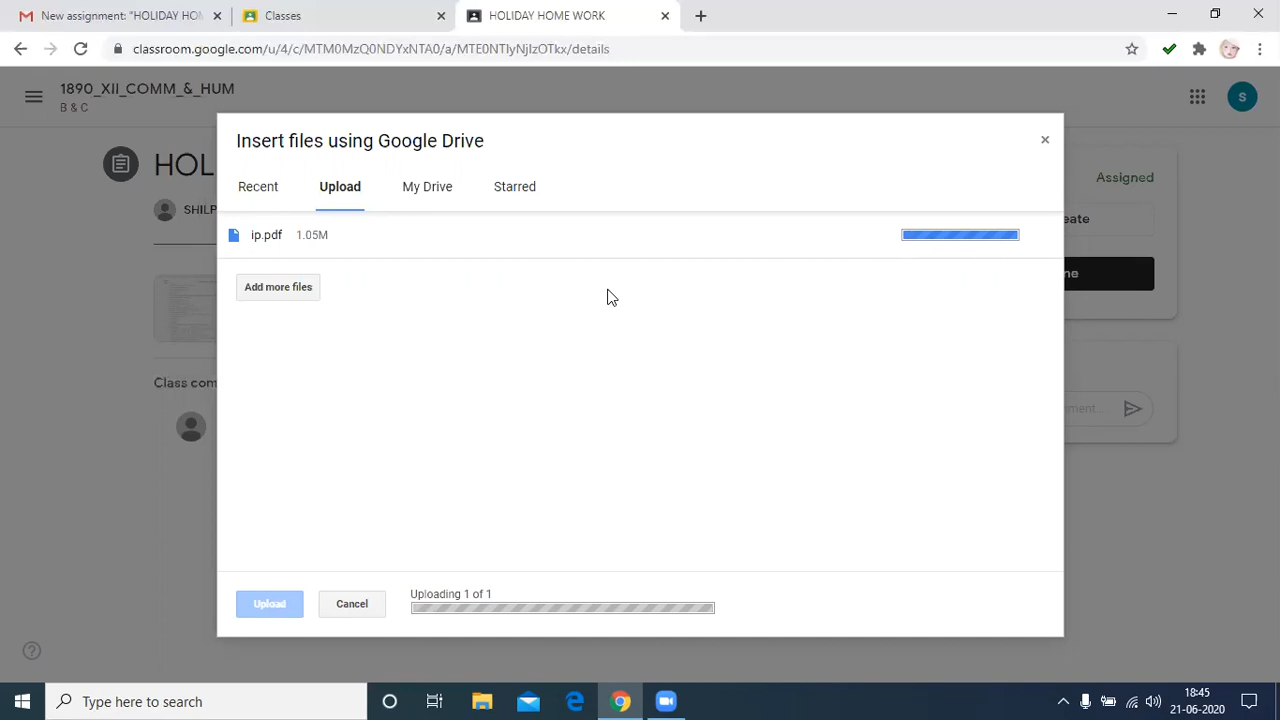 New assignment: "HOLIDAY HO
Classes
HOLIDAY HOME WORK
classroom.google.com/u/4/c/MTM0MzQ0NDYxNTA0/a/MTE0NTIyNjIzOTkx/details
1890_XII_COMM_&_HUM
B & C
S
Insert files using Google Drive
HOL
Assigned
Recent
Upload
My Drive
Starred
SHILP
eate
ip.pdf
1.05M
ne
Add more files
Class com
ment...
Uploading 1 of 1
Upload
Cancel
Type here to search
18:45
21-06-2020